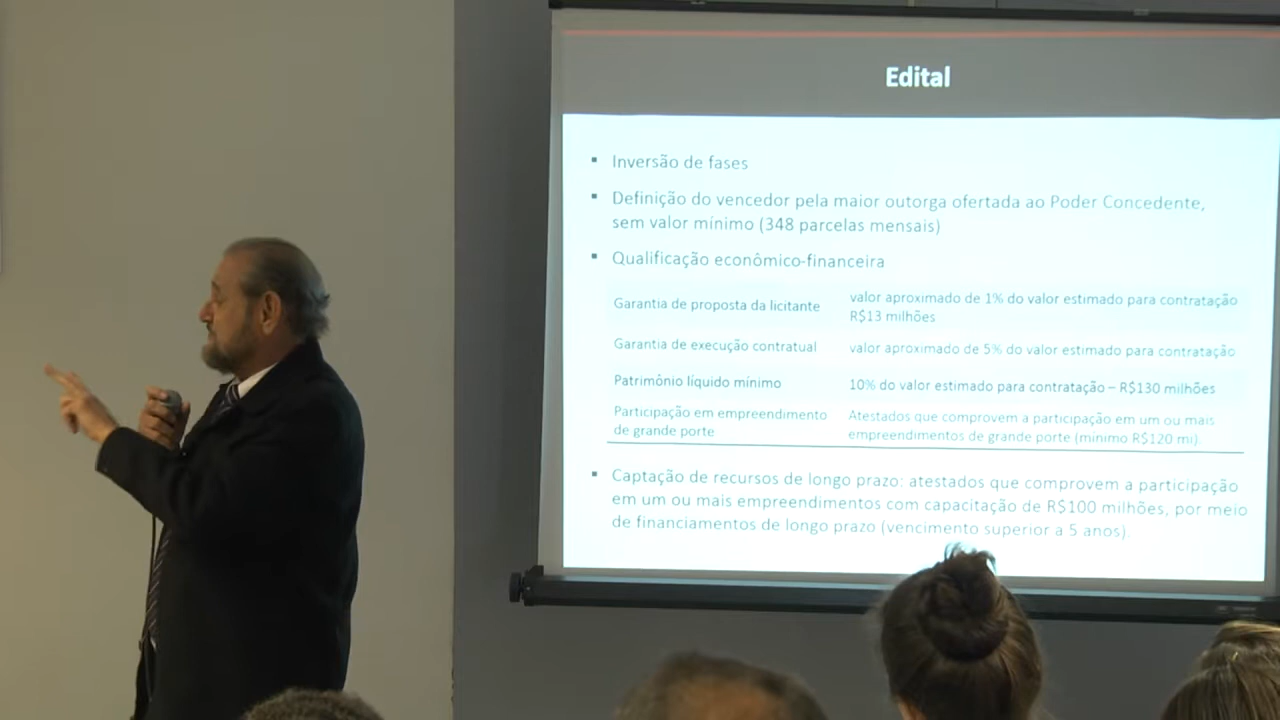 Edital
▪ Inversão de fases
▪ Definição do vencedor pela maior outorga ofertada ao Poder Concedente,
sem valor mínimo (348 parcelas mensais)
▪ Qualificação econômico-financeira
Garantia de proposta da licitante
valor aproximado de 1% do valor estimado para contratação
R$13 milhões
Garantia de execução contratual
valor aproximado de 5% do valor estimado para contratação
Patrimônio líquido mínimo
10% do valor estimado para contratação – R$130 milhões
Participação em empreendimento
de grande porte
Atestados que comprovem a participação em um ou mais
empreendimentos de grande porte (mínimo R$120 mi)
▪ Captação de recursos de longo prazo: atestados que comprovem a participação
em um ou mais empreendimentos com capacitação de R$100 milhões, por meio
de financiamentos de longo prazo (vencimento superior a 5 anos).